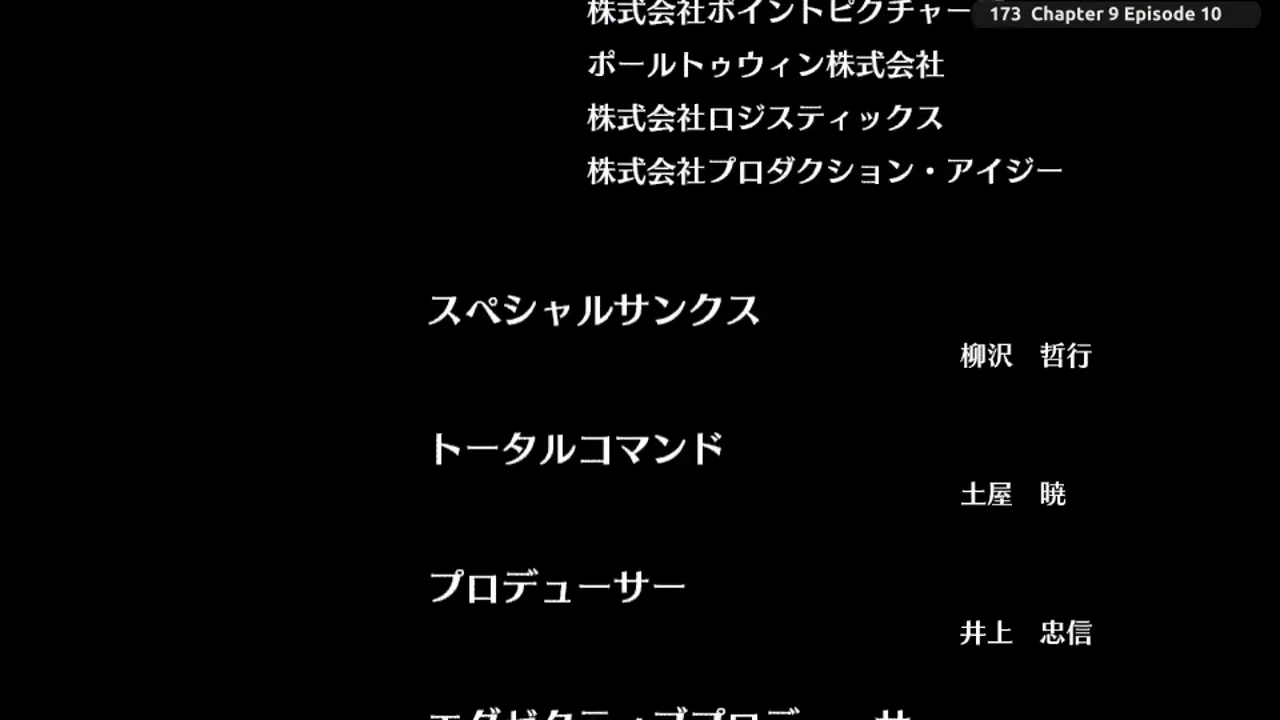 173 Chapter 9 Episode 10
株式会社ポイントピクチャー
ポールトゥウィン株式会社
株式会社ロジスティックス
株式会社プロダクション・アイジー
スペシャルサンクス
柳沢　哲行
トータルコマンド
土屋　暁
プロデューサー
井上　忠信